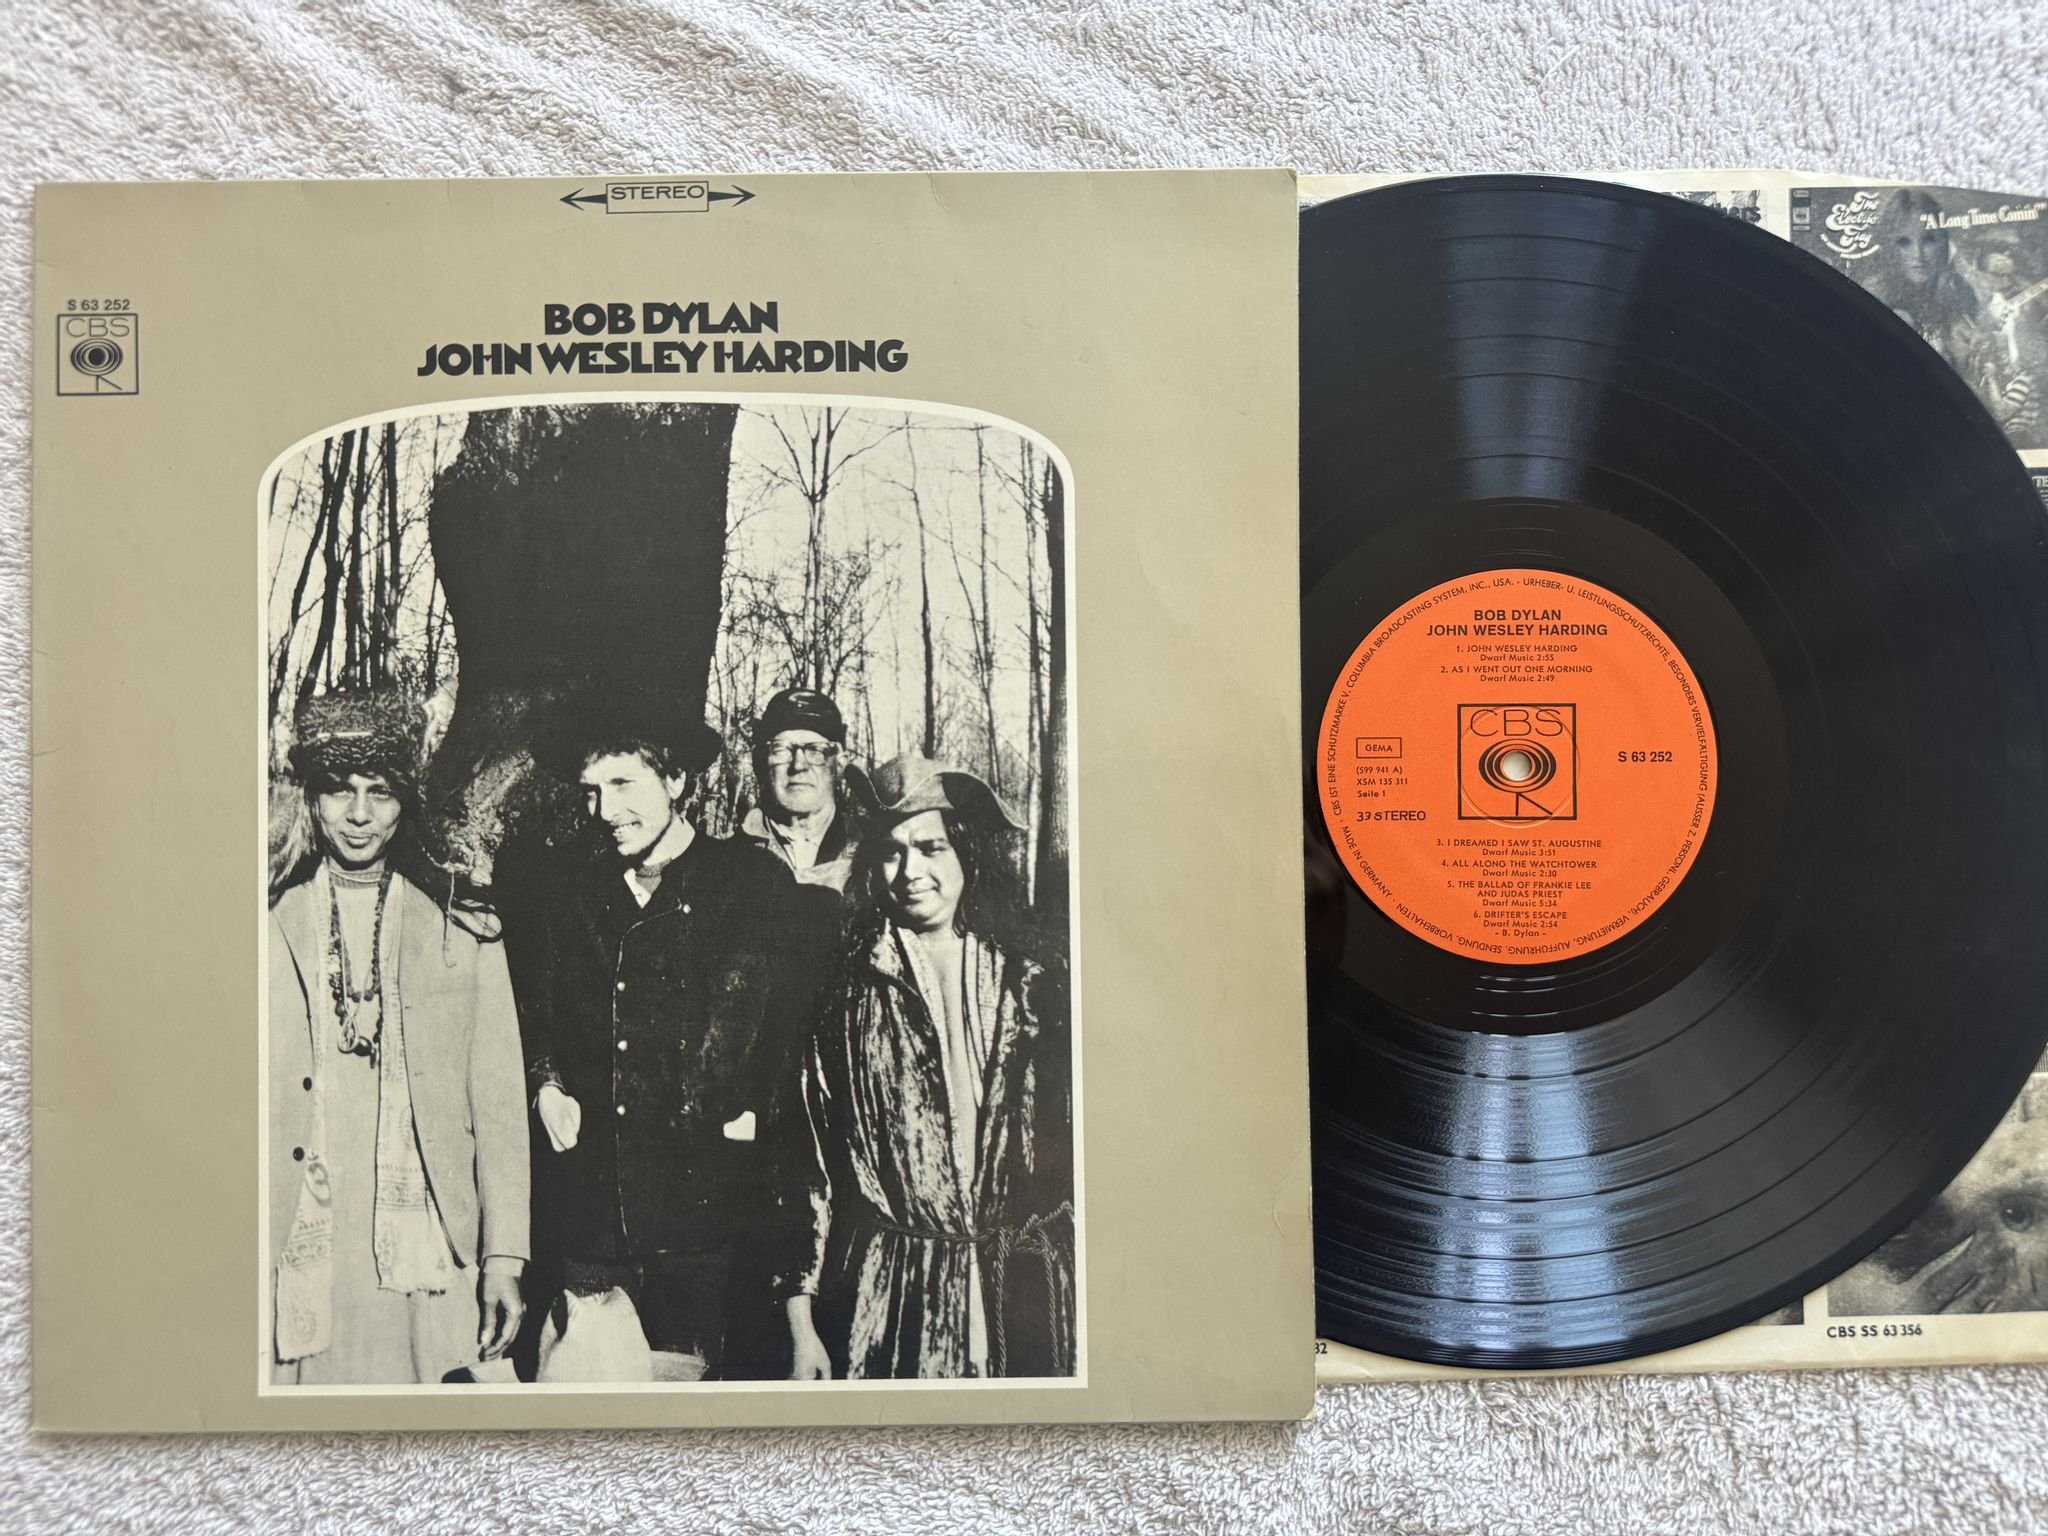 STEREO
S 63 252
CBS
BOB DYLAN
JOHN WESLEY HARDING
The
Electric
Flag
"A Long Time Comin'"
BOB DYLAN
JOHN WESLEY HARDING
1. JOHN WESLEY HARDING
Dwarf Music 2:55
2. AS I WENT OUT ONE MORNING
Dwarf Music 2:49
CBS
GEMA
(599 941 A)
XSM 135 311
Seite 1
33 STEREO
S 63 252
3. I DREAMED I SAW ST. AUGUSTINE
Dwarf Music 3:51
4. ALL ALONG THE WATCHTOWER
Dwarf Music 2:30
5. THE BALLAD OF FRANKIE LEE
AND JUDAS PRIEST
Dwarf Music 5:34
6. DRIFTER'S ESCAPE
Dwarf Music 2:54
- B. Dylan -
· CBS IST EINE SCHUTZMARKE V. COLUMBIA BROADCASTING SYSTEM, INC., USA. · URHEBER- U. LEISTUNGSSCHUTZRECHTE, BESONDERS VERVIELFÄLTIGUNG (AUSSER Z. PERSÖNL. GEBRAUCH), VERMIETUNG, AUFFÜHRUNG, SENDUNG, VORBEHALTEN · MADE IN GERMANY
CBS SS 63 356
32